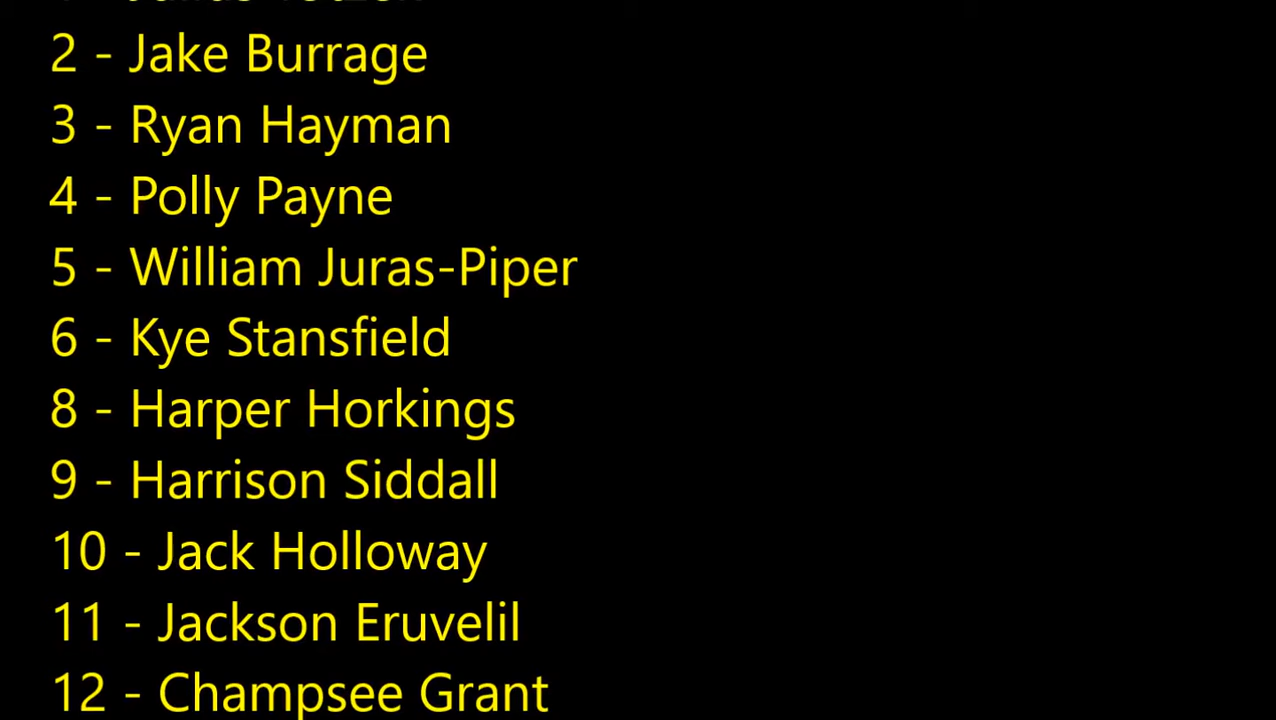 2 - Jake Burrage
3 - Ryan Hayman
4 - Polly Payne
5 - William Juras-Piper
6 - Kye Stansfield
8 - Harper Horkings
9 - Harrison Siddall
10 - Jack Holloway
11 - Jackson Eruvelil
12 - Champsee Grant